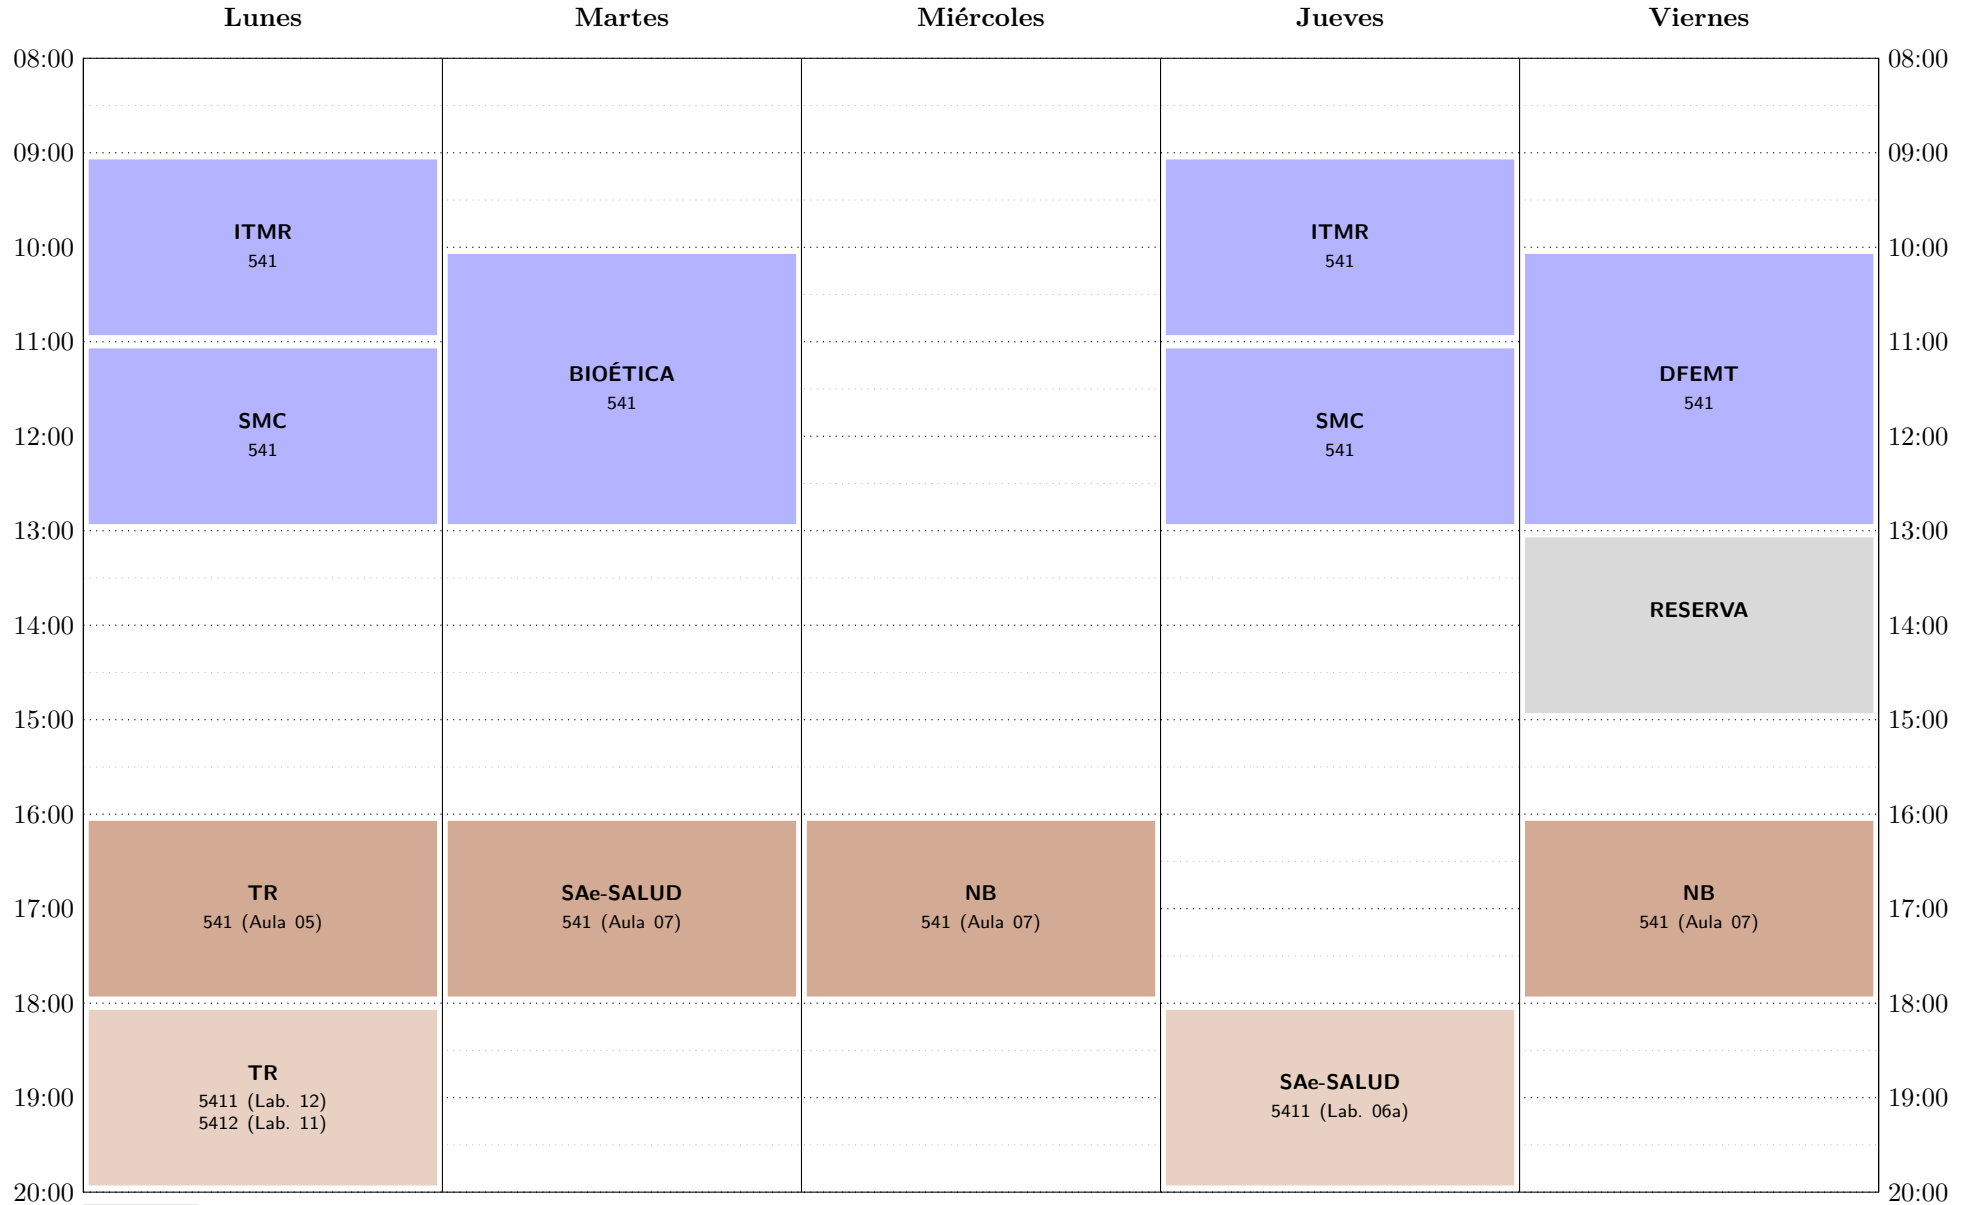 Lunes Martes Miércoles Jueves Viernes
08:00 08:00
09:00 09:00
ITMR ITMR
10:00 10:00
541 541
11:00 11:00
BIOÉTICA DFEMT
541 541
SMC SMC
12:00 12:00
541 541
13:00 13:00
RESERVA
14:00 14:00
15:00 15:00
16:00 16:00
TR SAe-SALUD NB NB
17:00 17:00
541 (Aula 05) 541 (Aula 07) 541 (Aula 07) 541 (Aula 07)
18:00 18:00
TR
SAe-SALUD
19:00 19:00
5411 (Lab. 12)
5411 (Lab. 06a)
5412 (Lab. 11)
20:00 20:00